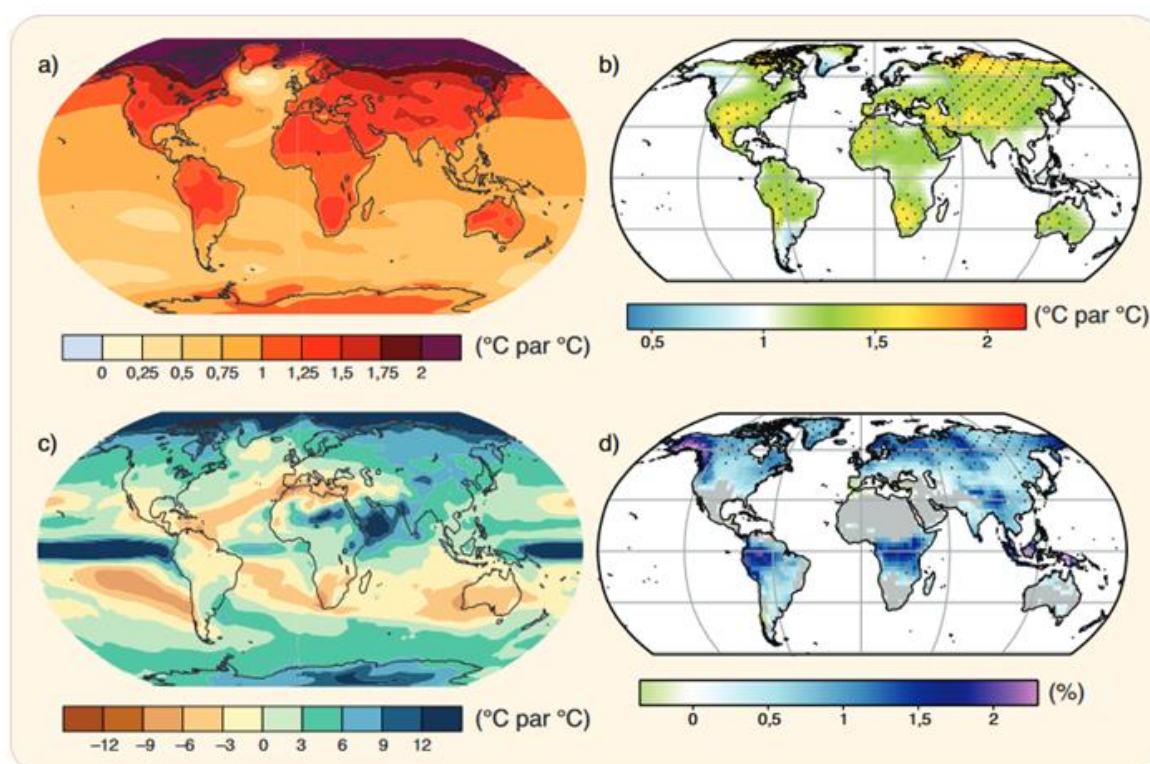 a)
b)
(°C par °C)
0 0,25 0,5 0,75 1 1,25 1,5 1,75 2
(°C par °C)
0,5 1 1,5 2
c)
d)
(°C par °C)
−12 −9 −6 −3 0 3 6 9 12
(%)
0 0,5 1 1,5 2